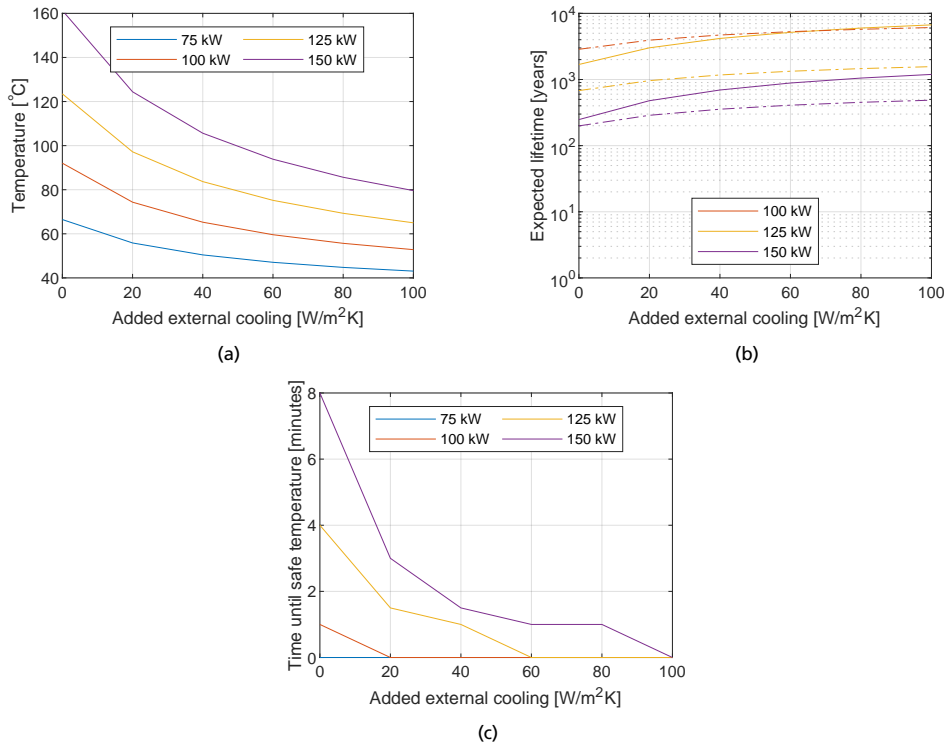 160
140
120
100
80
60
40
0
20
40
60
80
100
Temperature [°C]
75 kW
125 kW
100 kW
150 kW
Added external cooling [W/m²K]
(a)
10⁴
10³
10²
10¹
10⁰
0
20
40
60
80
100
Expected lifetime [years]
100 kW
125 kW
150 kW
Added external cooling [W/m²K]
(b)
8
6
4
2
0
0
20
40
60
80
100
Time until safe temperature [minutes]
75 kW
125 kW
100 kW
150 kW
Added external cooling [W/m²K]
(c)